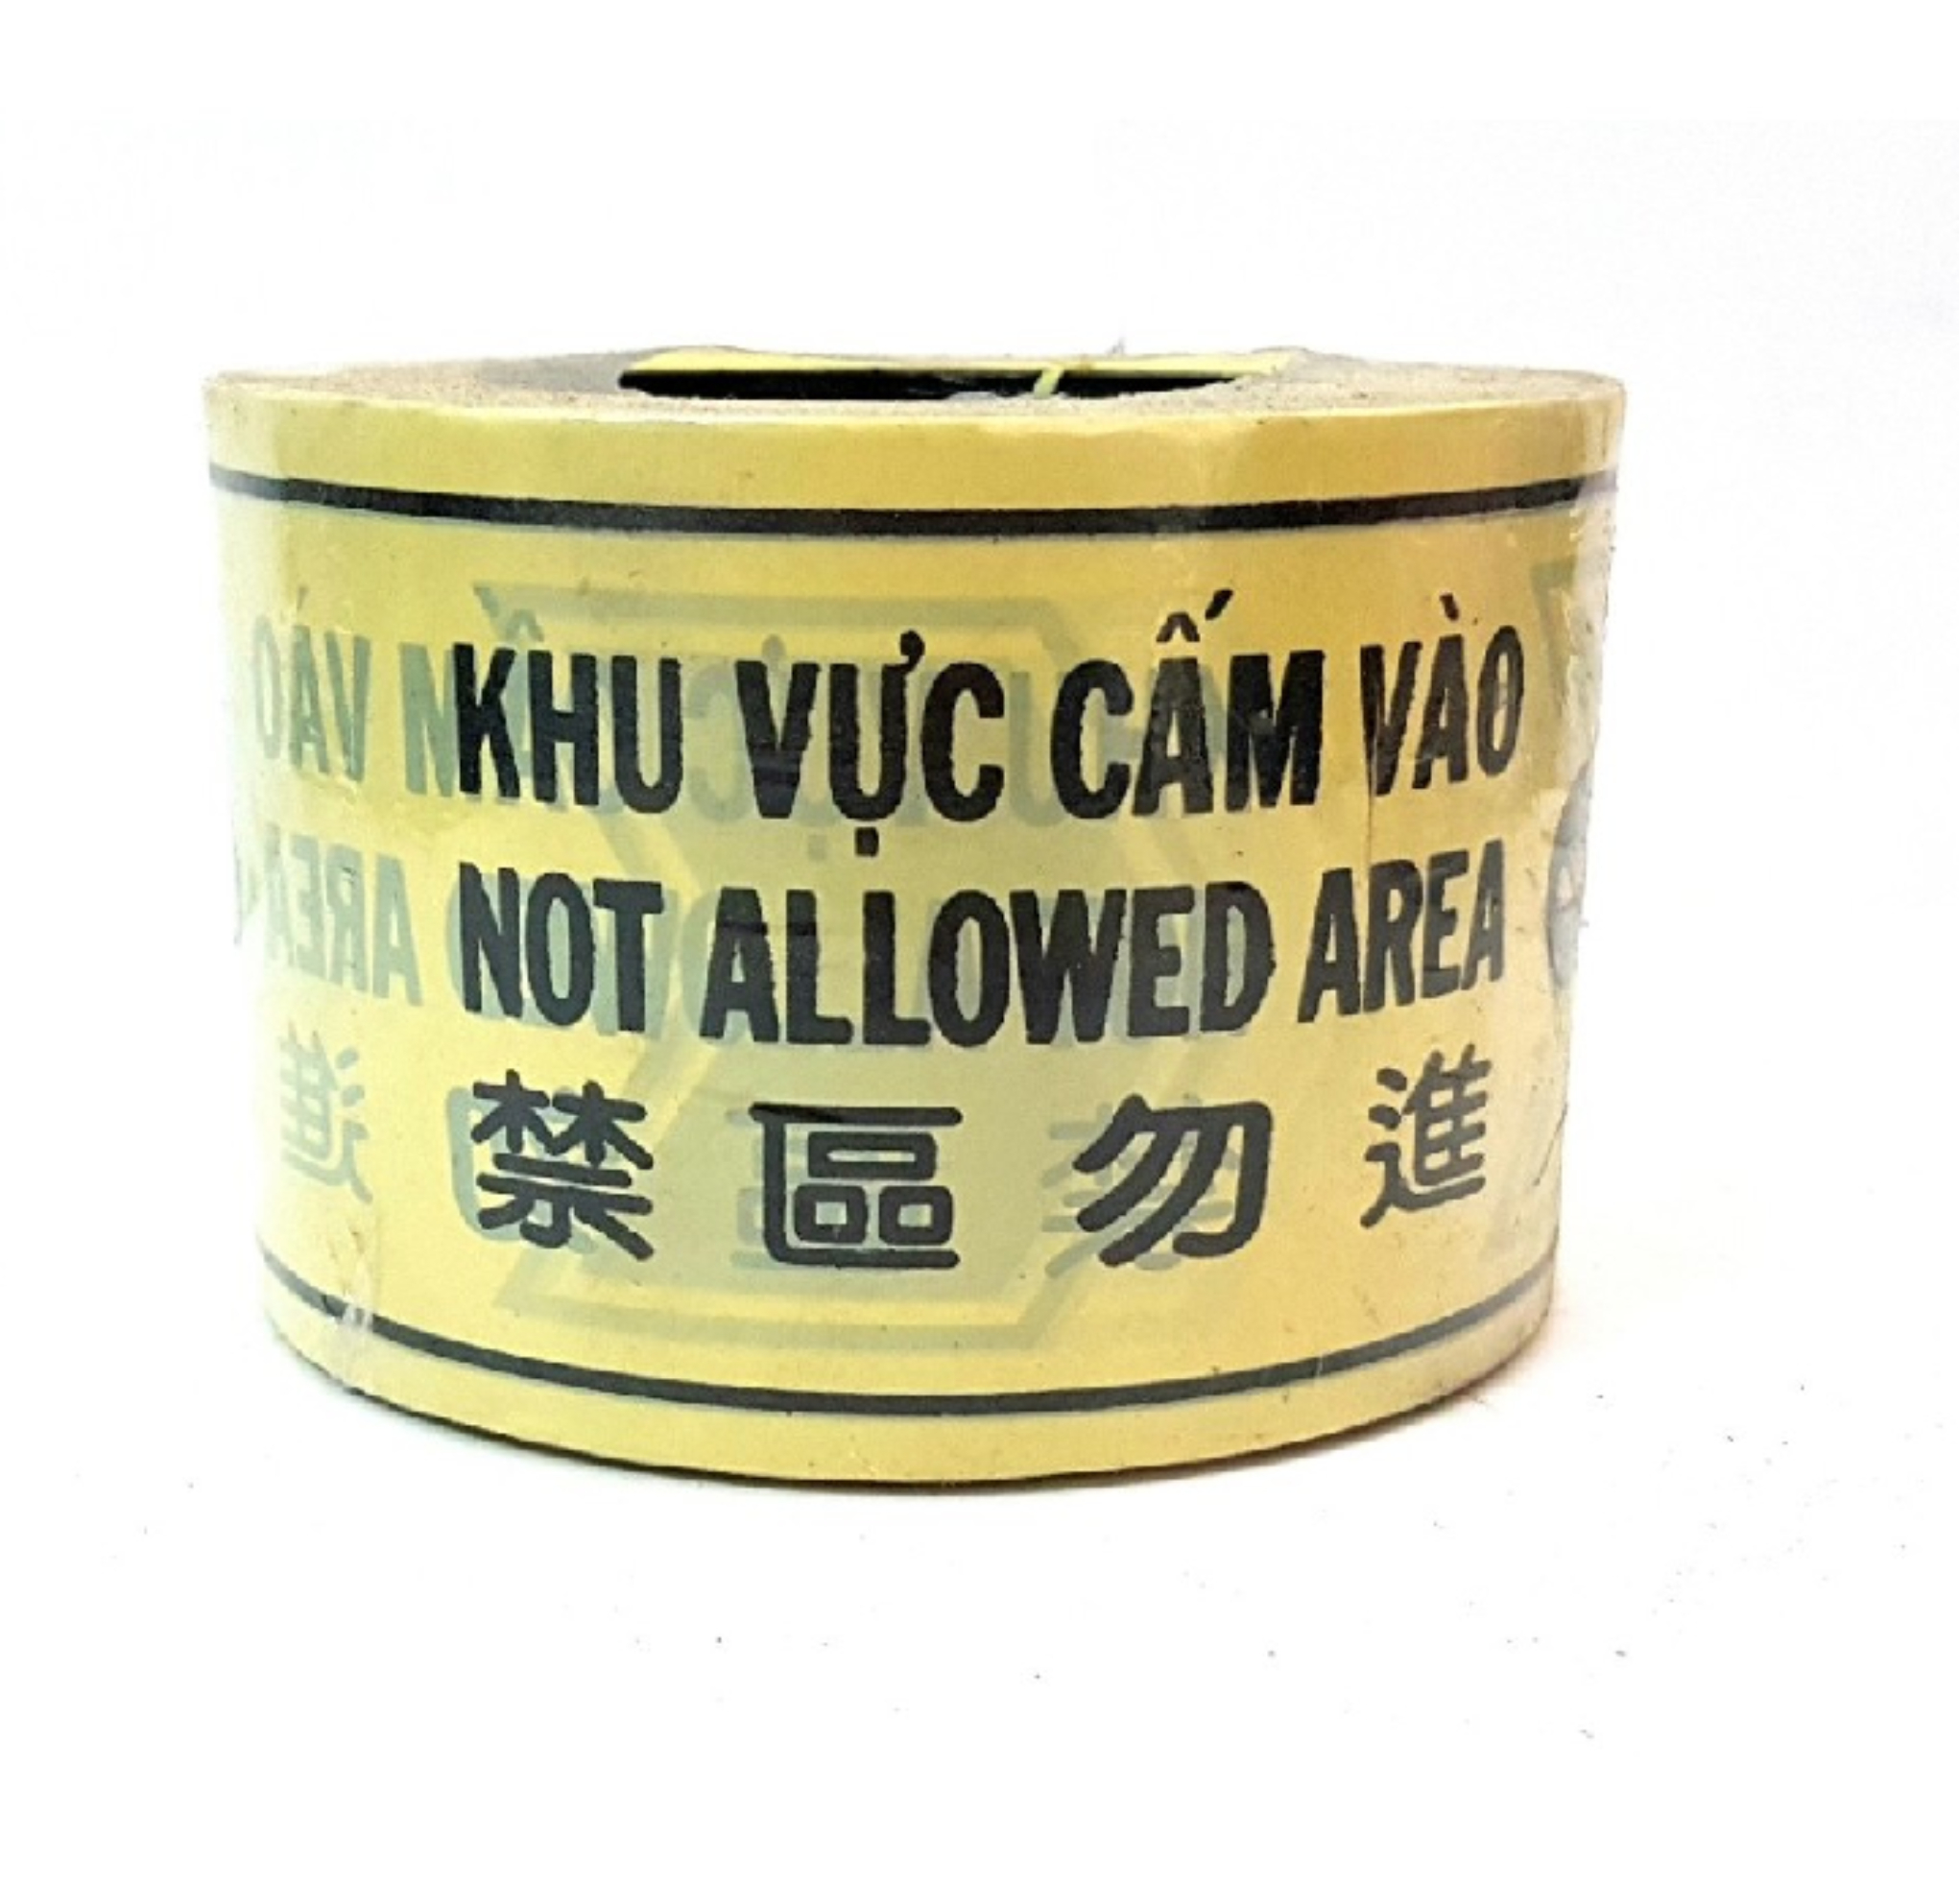 KHU VỰC CẤM VÀO
NOT ALLOWED AREA
禁區勿進